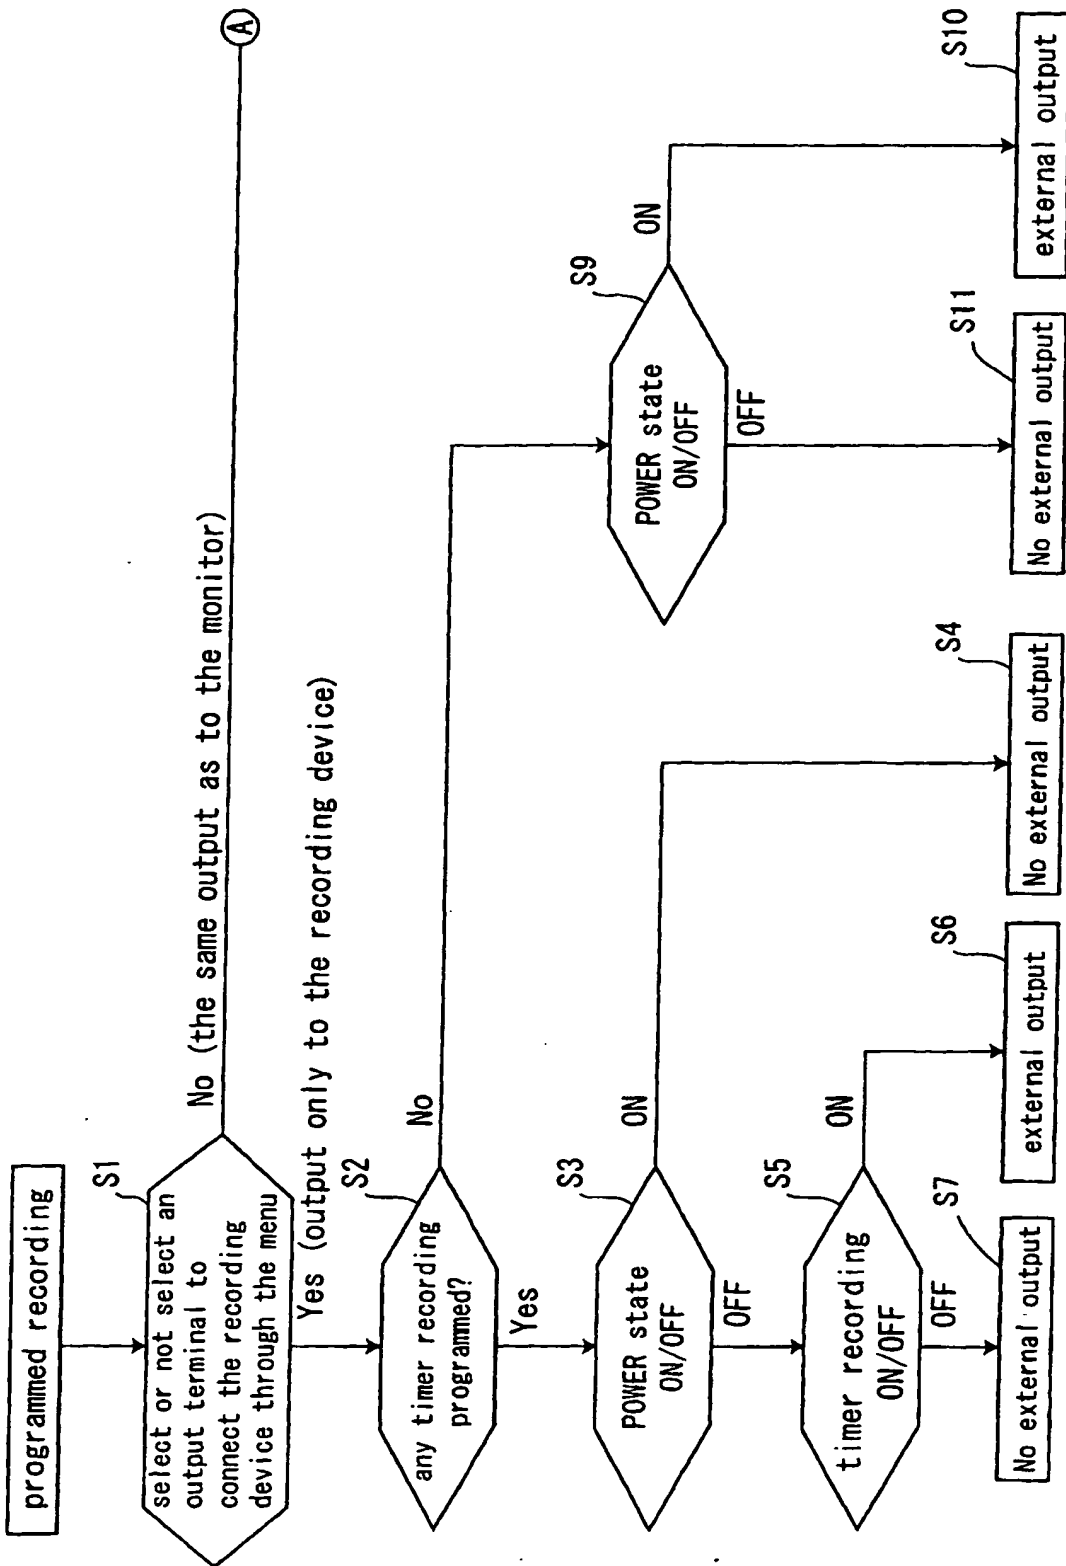 programmed recording
S1
select or not select an
output terminal to
connect the recording
device through the menu
No (the same output as to the monitor)
A
Yes (output only to the recording device)
S2
any timer recording
programmed?
No
Yes
S3
POWER state
ON/OFF
ON
OFF
S9
POWER state
ON/OFF
ON
OFF
S5
timer recording
ON/OFF
ON
OFF
S7
No external output
S6
external output
S4
No external output
S11
No external output
S10
external output